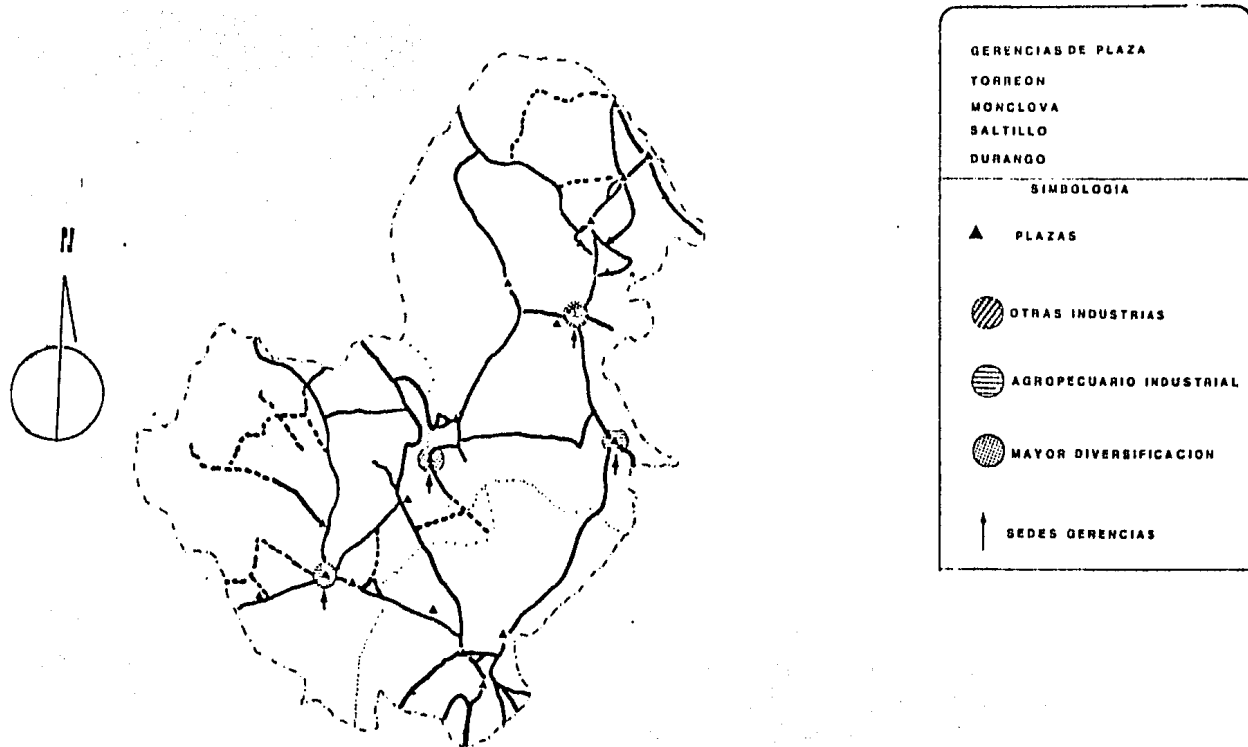 N
GERENCIAS DE PLAZA
TORREON
MONCLOVA
SALTILLO
DURANGO
SIMBOLOGIA
PLAZAS
OTRAS INDUSTRIAS
AGROPECUARIO INDUSTRIAL
MAYOR DIVERSIFICACION
SEDES GERENCIAS